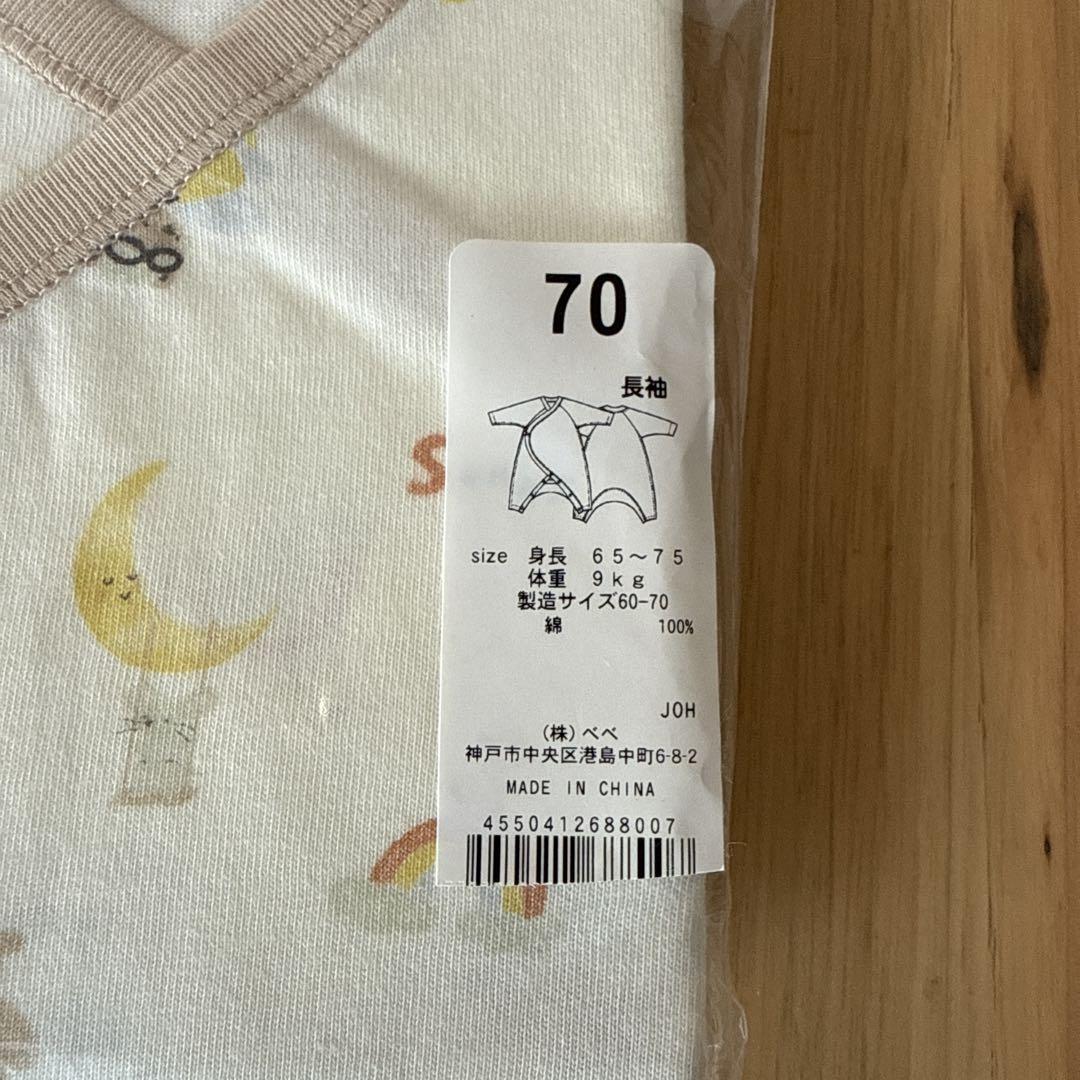 70
長袖
size 身長 65〜75
体重 9kg
製造サイズ60-70
綿 100%
JOH
(株)べべ
神戸市中央区港島中町6-8-2
MADE IN CHINA
4550412688007